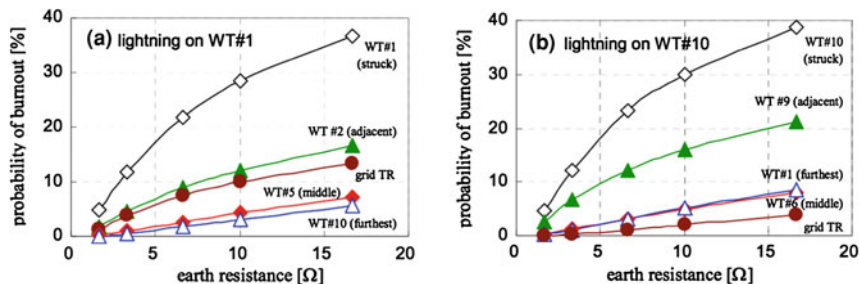 (a) lightning on WT#1
probability of burnout [%]
40
30
20
10
0
0
5
10
15
20
earth resistance [Ω]
WT#1
(struck)
WT #2 (adjacent)
grid TR
WT#5 (middle)
WT#10 (furthest)
(b) lightning on WT#10
probability of burnout [%]
40
30
20
10
0
0
5
10
15
20
earth resistance [Ω]
WT#10
(struck)
WT #9 (adjacent)
WT#1 (furthest)
WT#6 (middle)
grid TR